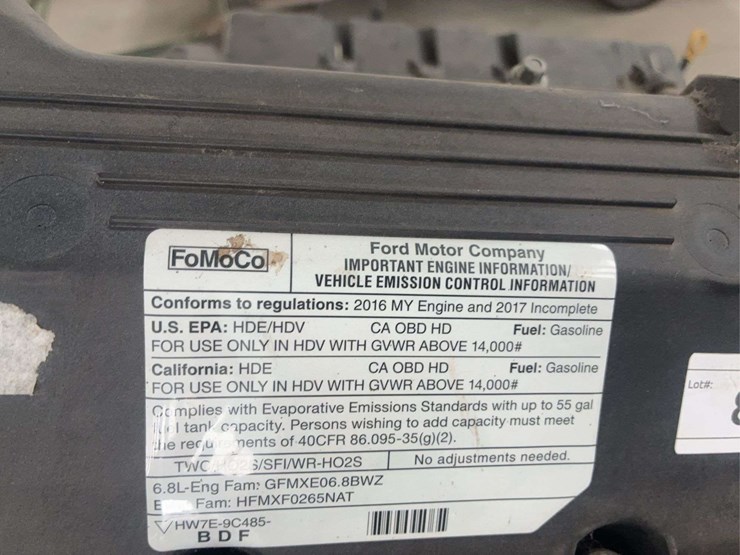 FoMoCo
Ford Motor Company
IMPORTANT ENGINE INFORMATION/
VEHICLE EMISSION CONTROL INFORMATION
Conforms to regulations: 2016 MY Engine and 2017 Incomplete
U.S. EPA: HDE/HDV CA OBD HD Fuel: Gasoline
FOR USE ONLY IN HDV WITH GVWR ABOVE 14,000#
California: HDE CA OBD HD Fuel: Gasoline
FOR USE ONLY IN HDV WITH GVWR ABOVE 14,000#
Complies with Evaporative Emissions Standards with up to 55 gal
tank capacity. Persons wishing to add capacity must meet
the requirements of 40CFR 86.095-35(g)(2).
TWC/HO2S/SFI/WR-HO2S No adjustments needed.
6.8L-Eng Fam: GFMXE06.8BWZ
Fam: HFMXF0265NAT
HW7E-9C485-
BDF
Lot#: